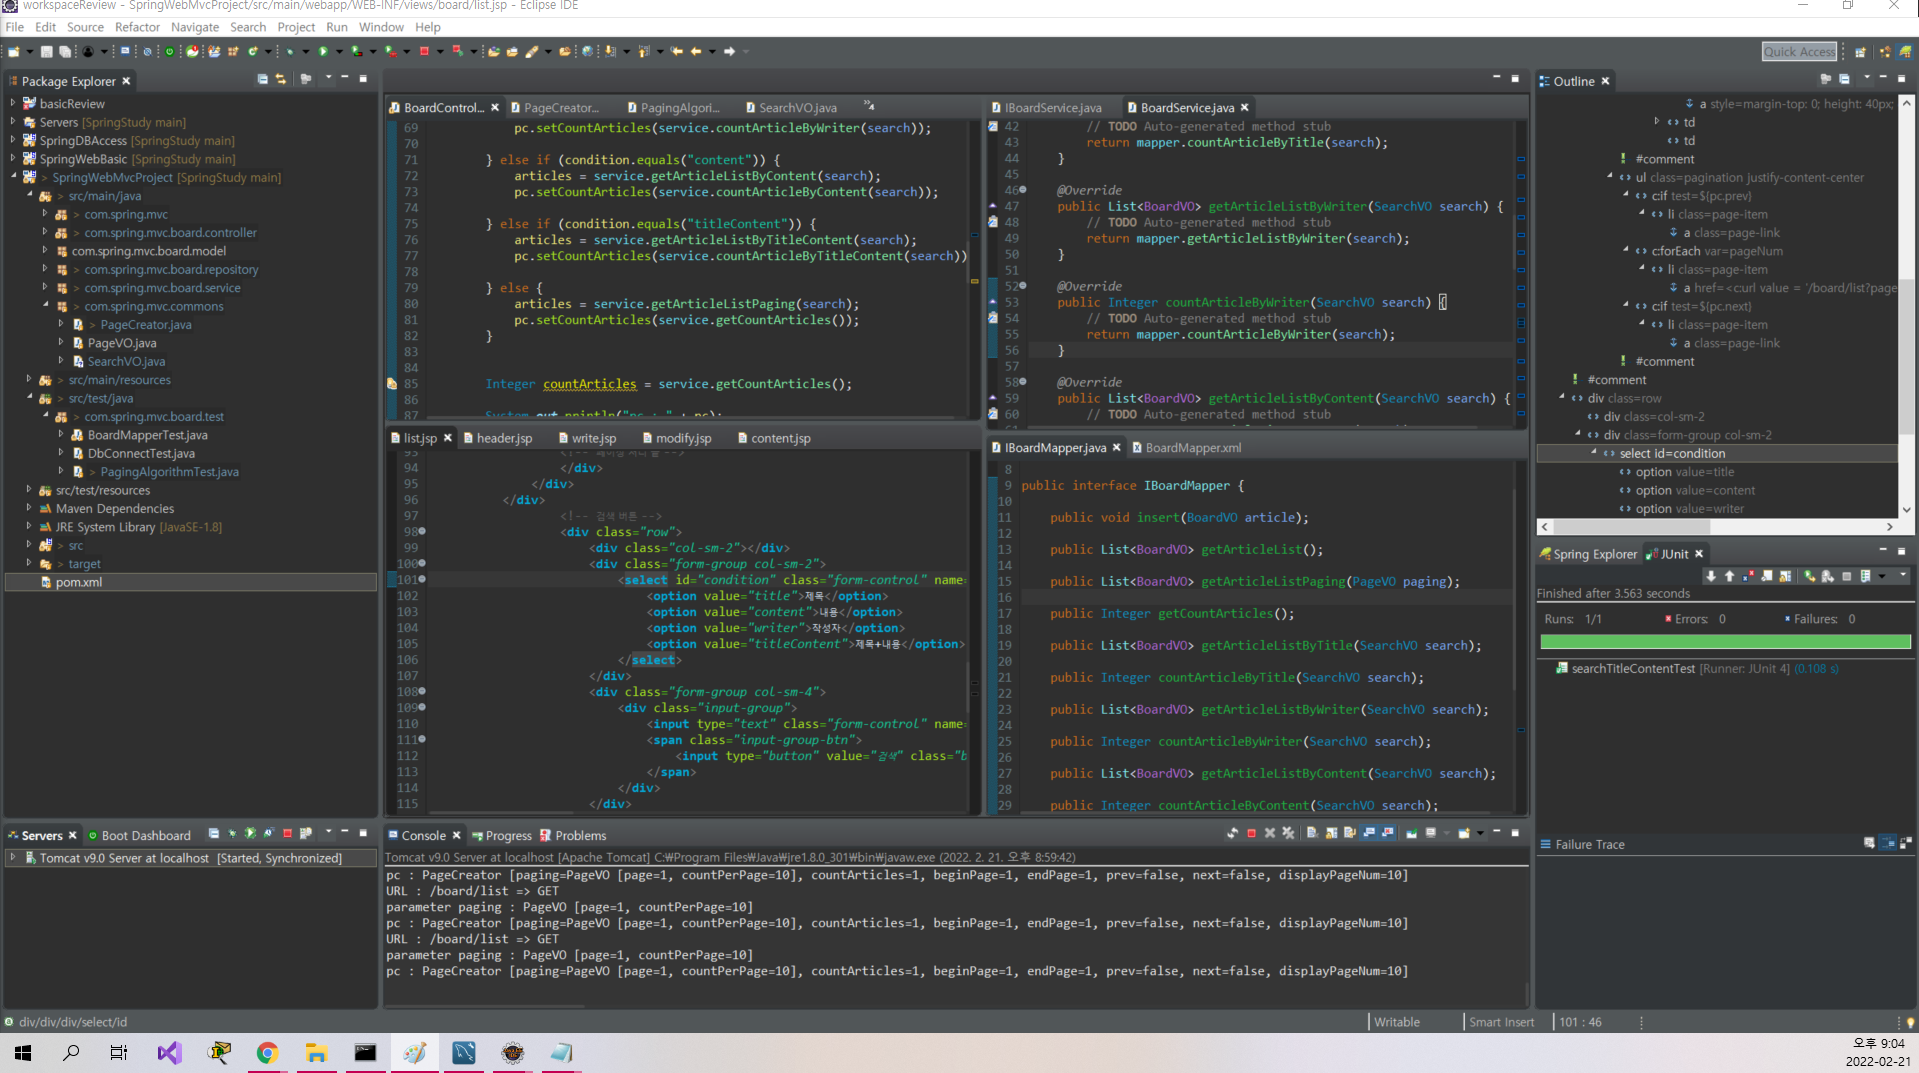 workspaceReview - SpringWebMvcProject/src/main/webapp/WEB-INF/views/board/list.jsp - Eclipse IDE
File Edit Source Refactor Navigate Search Project Run Window Help
Quick Access
Package Explorer
basicReview
Servers [SpringStudy main]
SpringDBAccess [SpringStudy main]
SpringWebBasic [SpringStudy main]
> SpringWebMvcProject [SpringStudy main]
> src/main/java
> com.spring.mvc
> com.spring.mvc.board.controller
com.spring.mvc.board.model
> com.spring.mvc.board.repository
> com.spring.mvc.board.service
> com.spring.mvc.commons
> PageCreator.java
PageVO.java
SearchVO.java
> src/main/resources
> src/test/java
> com.spring.mvc.board.test
BoardMapperTest.java
DbConnectTest.java
> PagingAlgorithmTest.java
src/test/resources
Maven Dependencies
JRE System Library [JavaSE-1.8]
> src
> target
pom.xml
BoardControl... PageCreator... PagingAlgori... SearchVO.java »4
69 pc.setCountArticles(service.countArticleByWriter(search));
70
71 } else if (condition.equals("content")) {
72 articles = service.getArticleListByContent(search);
73 pc.setCountArticles(service.countArticleByContent(search));
74
75 } else if (condition.equals("titleContent")) {
76 articles = service.getArticleListByTitleContent(search);
77 pc.setCountArticles(service.countArticleByTitleContent(search))
78
79 } else {
80 articles = service.getArticleListPaging(search);
81 pc.setCountArticles(service.getCountArticles());
82 }
83
84
85 Integer countArticles = service.getCountArticles();
86
87 System.out.println("pc : " + pc);
IBoardService.java BoardService.java
42 // TODO Auto-generated method stub
43 return mapper.countArticleByTitle(search);
44 }
45
46 @Override
47 public List<BoardVO> getArticleListByWriter(SearchVO search) {
48 // TODO Auto-generated method stub
49 return mapper.getArticleListByWriter(search);
50 }
51
52 @Override
53 public Integer countArticleByWriter(SearchVO search) {
54 // TODO Auto-generated method stub
55 return mapper.countArticleByWriter(search);
56 }
57
58 @Override
59 public List<BoardVO> getArticleListByContent(SearchVO search) {
60 // TODO Auto-generated method stub
list.jsp header.jsp write.jsp modify.jsp content.jsp
93 <!-- 페이징 처리 끝 -->
94 </div>
95 </div>
96 </div>
97 <!-- 검색 버튼 -->
98 <div class="row">
99 <div class="col-sm-2"></div>
100 <div class="form-group col-sm-2">
101 <select id="condition" class="form-control" name=
102 <option value="title">제목</option>
103 <option value="content">내용</option>
104 <option value="writer">작성자</option>
105 <option value="titleContent">제목+내용</option>
106 </select>
107 </div>
108 <div class="form-group col-sm-4">
109 <div class="input-group">
110 <input type="text" class="form-control" name=
111 <span class="input-group-btn">
112 <input type="button" value="검색" class="b
113 </span>
114 </div>
115 </div>
IBoardMapper.java BoardMapper.xml
8
9 public interface IBoardMapper {
10
11 public void insert(BoardVO article);
12
13 public List<BoardVO> getArticleList();
14
15 public List<BoardVO> getArticleListPaging(PageVO paging);
16
17 public Integer getCountArticles();
18
19 public List<BoardVO> getArticleListByTitle(SearchVO search);
20
21 public Integer countArticleByTitle(SearchVO search);
22
23 public List<BoardVO> getArticleListByWriter(SearchVO search);
24
25 public Integer countArticleByWriter(SearchVO search);
26
27 public List<BoardVO> getArticleListByContent(SearchVO search);
28
29 public Integer countArticleByContent(SearchVO search);
Outline
a style=margin-top: 0; height: 40px;
td
td
#comment
ul class=pagination justify-content-center
c:if test=${pc.prev}
li class=page-item
a class=page-link
c:forEach var=pageNum
li class=page-item
a href=<curl value = '/board/list?page
c:if test=${pc.next}
li class=page-item
a class=page-link
#comment
#comment
div class=row
div class=col-sm-2
div class=form-group col-sm-2
select id=condition
option value=title
option value=content
option value=writer
Spring Explorer JUnit
Finished after 3.563 seconds
Runs: 1/1 Errors: 0 Failures: 0
searchTitleContentTest [Runner: JUnit 4] (0.108 s)
Failure Trace
Servers Boot Dashboard
Tomcat v9.0 Server at localhost [Started, Synchronized]
Console Progress Problems
Tomcat v9.0 Server at localhost [Apache Tomcat] C:₩Program Files₩Java₩jre1.8.0_301₩bin₩javaw.exe (2022. 2. 21. 오후 8:59:42)
pc : PageCreator [paging=PageVO [page=1, countPerPage=10], countArticles=1, beginPage=1, endPage=1, prev=false, next=false, displayPageNum=10]
URL : /board/list => GET
parameter paging : PageVO [page=1, countPerPage=10]
pc : PageCreator [paging=PageVO [page=1, countPerPage=10], countArticles=1, beginPage=1, endPage=1, prev=false, next=false, displayPageNum=10]
URL : /board/list => GET
parameter paging : PageVO [page=1, countPerPage=10]
pc : PageCreator [paging=PageVO [page=1, countPerPage=10], countArticles=1, beginPage=1, endPage=1, prev=false, next=false, displayPageNum=10]
div/div/div/select/id
Writable Smart Insert 101 : 46
오후 9:04
2022-02-21